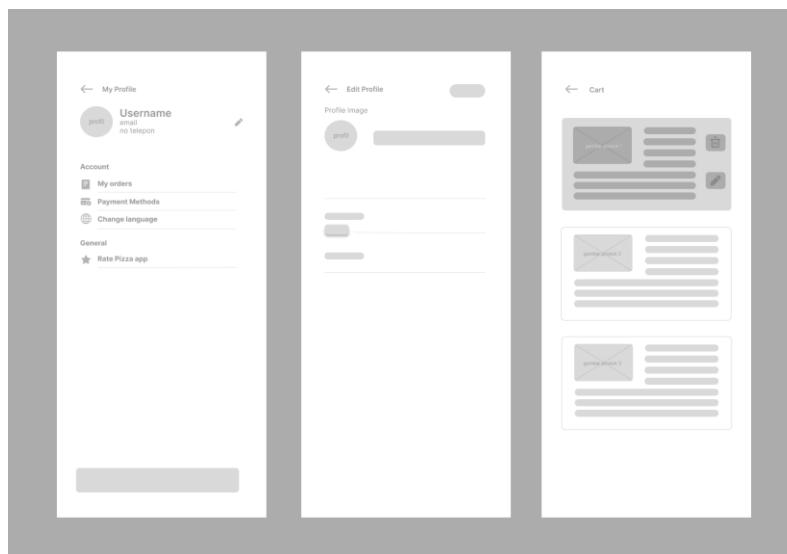 My Profile
profil
Username
email
no telepon
Account
My orders
Payment Methods
Change language
General
Rate Pizza app
Edit Profile
Profile Image
profil
Cart